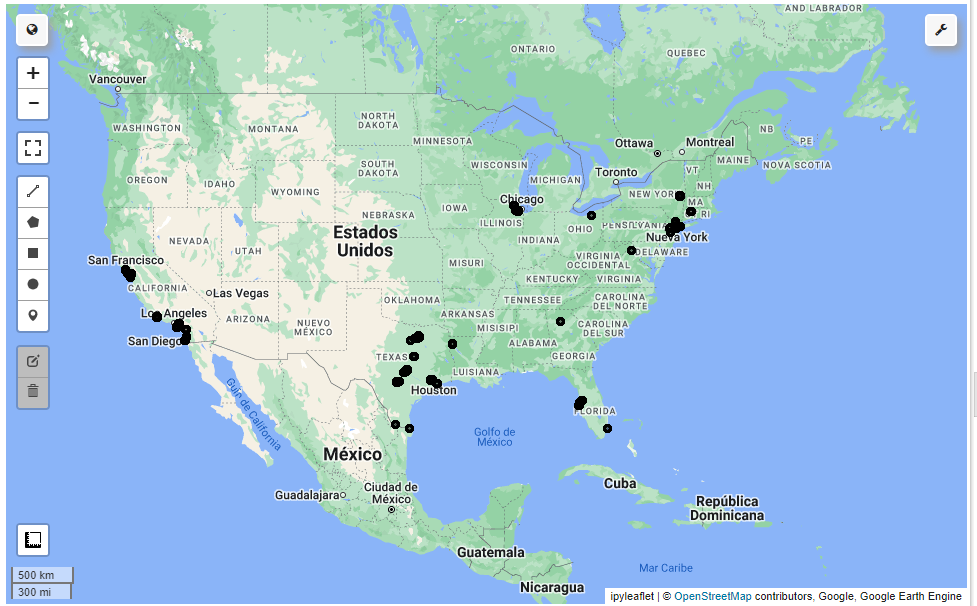 AND LABRADOR
ONTARIO
QUEBEC
Vancouver
WASHINGTON
MONTANA
NORTH
DAKOTA
MINNESOTA
Ottawa
Montreal
NB
PE
MAINE
NOVA SCOTIA
VT
NH
SOUTH
DAKOTA
WISCONSIN
MICHIGAN
Toronto
OREGON
IDAHO
WYOMING
Chicago
NEW YORK
MA
RI
NEBRASKA
IOWA
ILLINOIS
OHIO
PENSILVANIA
Nueva York
Estados
Unidos
NEVADA
UTAH
INDIANA
San Francisco
MISURI
VIRGINIA
OCCIDENTAL
DELAWARE
KENTUCKY
VIRGINIA
CALIFORNIA
Las Vegas
OKLAHOMA
TENNESSEE
CAROLINA
DEL NORTE
Los Angeles
ARIZONA
NUEVO
MÉXICO
ARKANSAS
MISISIPI
CAROLINA
DEL SUR
San Diego
ALABAMA
TEXAS
GEORGIA
LUISIANA
Houston
Guín de California
FLORIDA
Golfo de
México
México
Guadalajara
Ciudad de
México
Cuba
República
Dominicana
Guatemala
Mar Caribe
Nicaragua
500 km
300 mi
ipyleaflet | © OpenStreetMap contributors, Google, Google Earth Engine